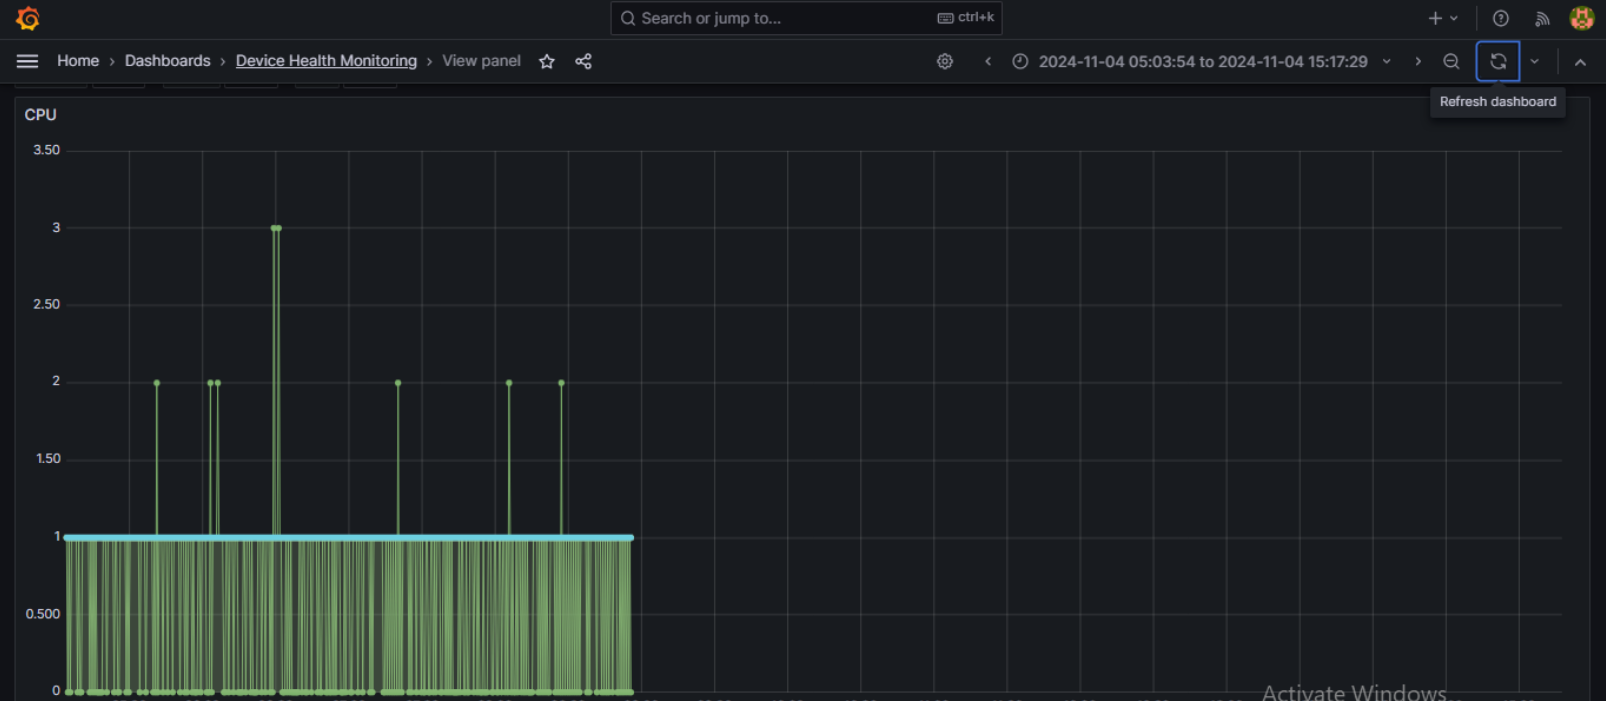 Search or jump to... ctrl+k
Home › Dashboards › Device Health Monitoring › View panel 2024-11-04 05:03:54 to 2024-11-04 15:17:29
Refresh dashboard
CPU
3.50
3
2.50
2
1.50
1
0.500
0
Activate Windows